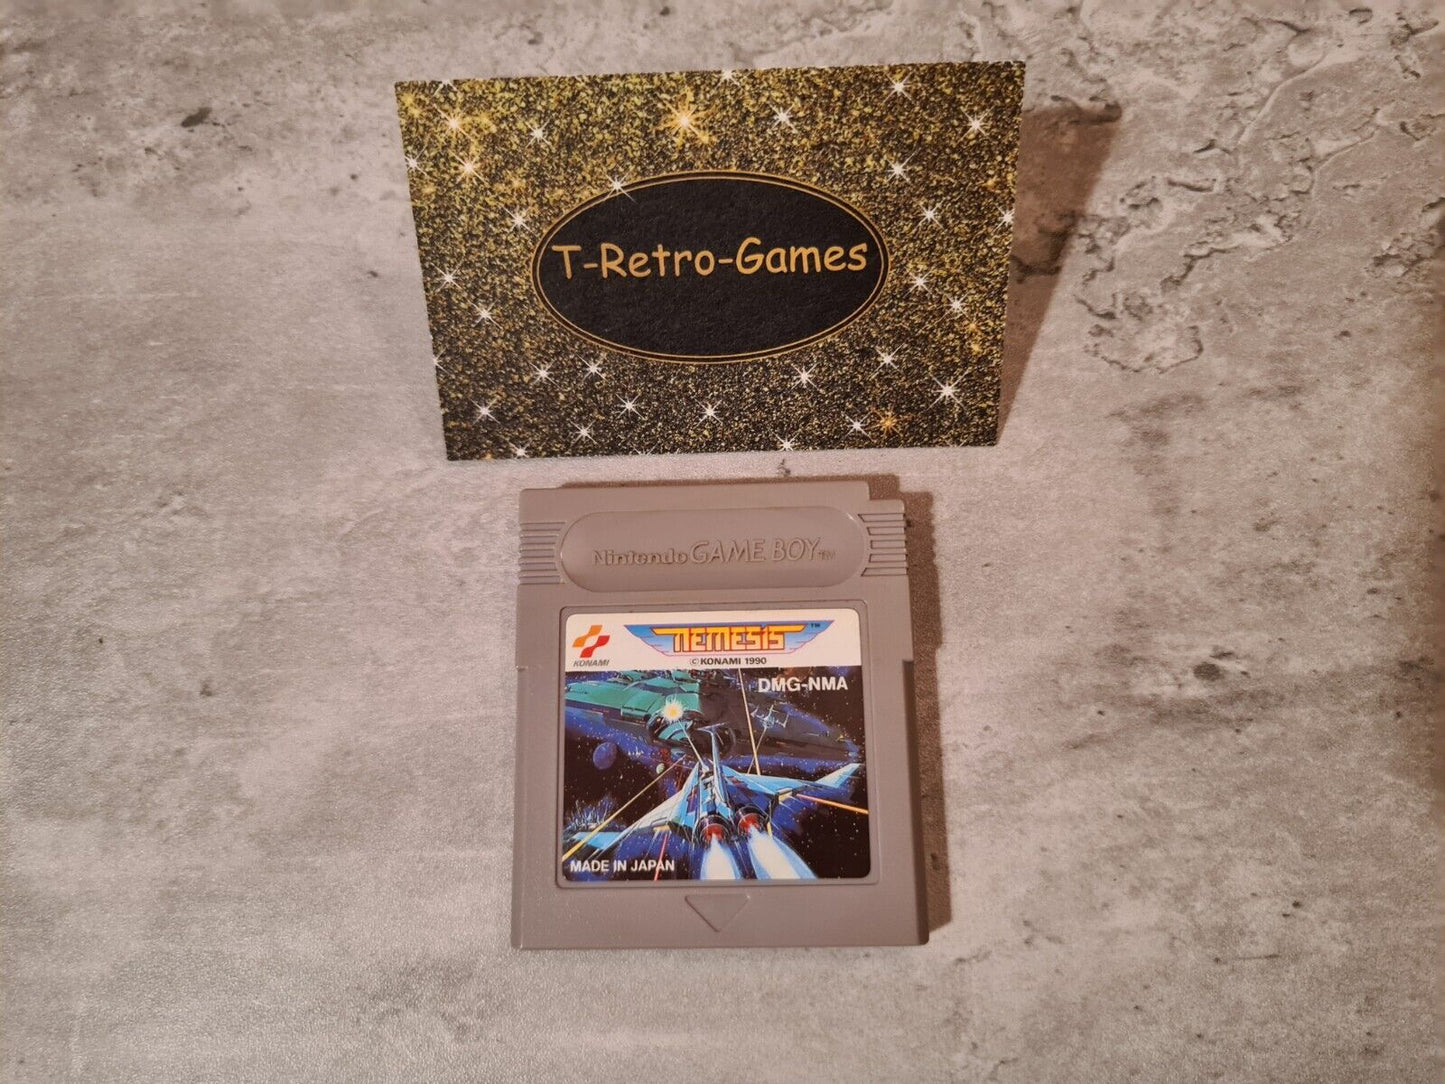 T-Retro-Games
Nintendo GAME BOY TM
KONAMI
NEMESIS TM
© KONAMI 1990
DMG-NMA
MADE IN JAPAN